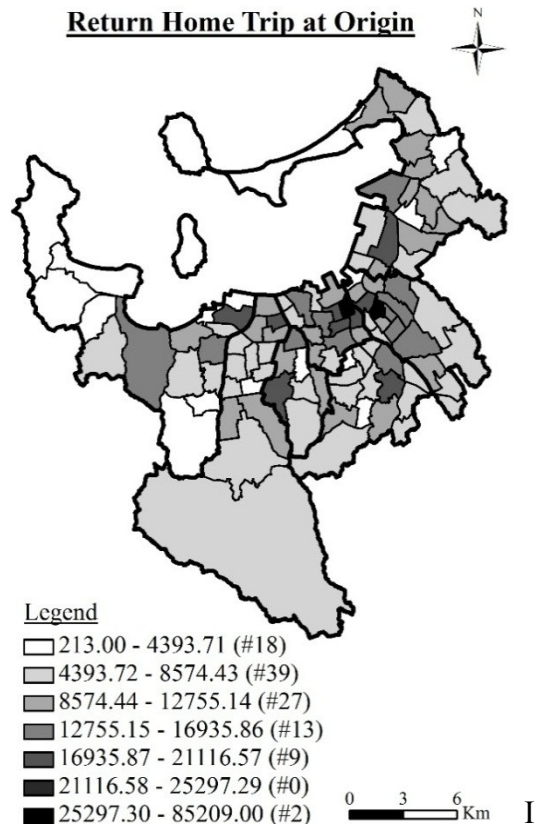 Return Home Trip at Origin
N
Legend
213.00 - 4393.71 (#18)
4393.72 - 8574.43 (#39)
8574.44 - 12755.14 (#27)
12755.15 - 16935.86 (#13)
16935.87 - 21116.57 (#9)
21116.58 - 25297.29 (#0)
25297.30 - 85209.00 (#2)
0 3 6
Km
I